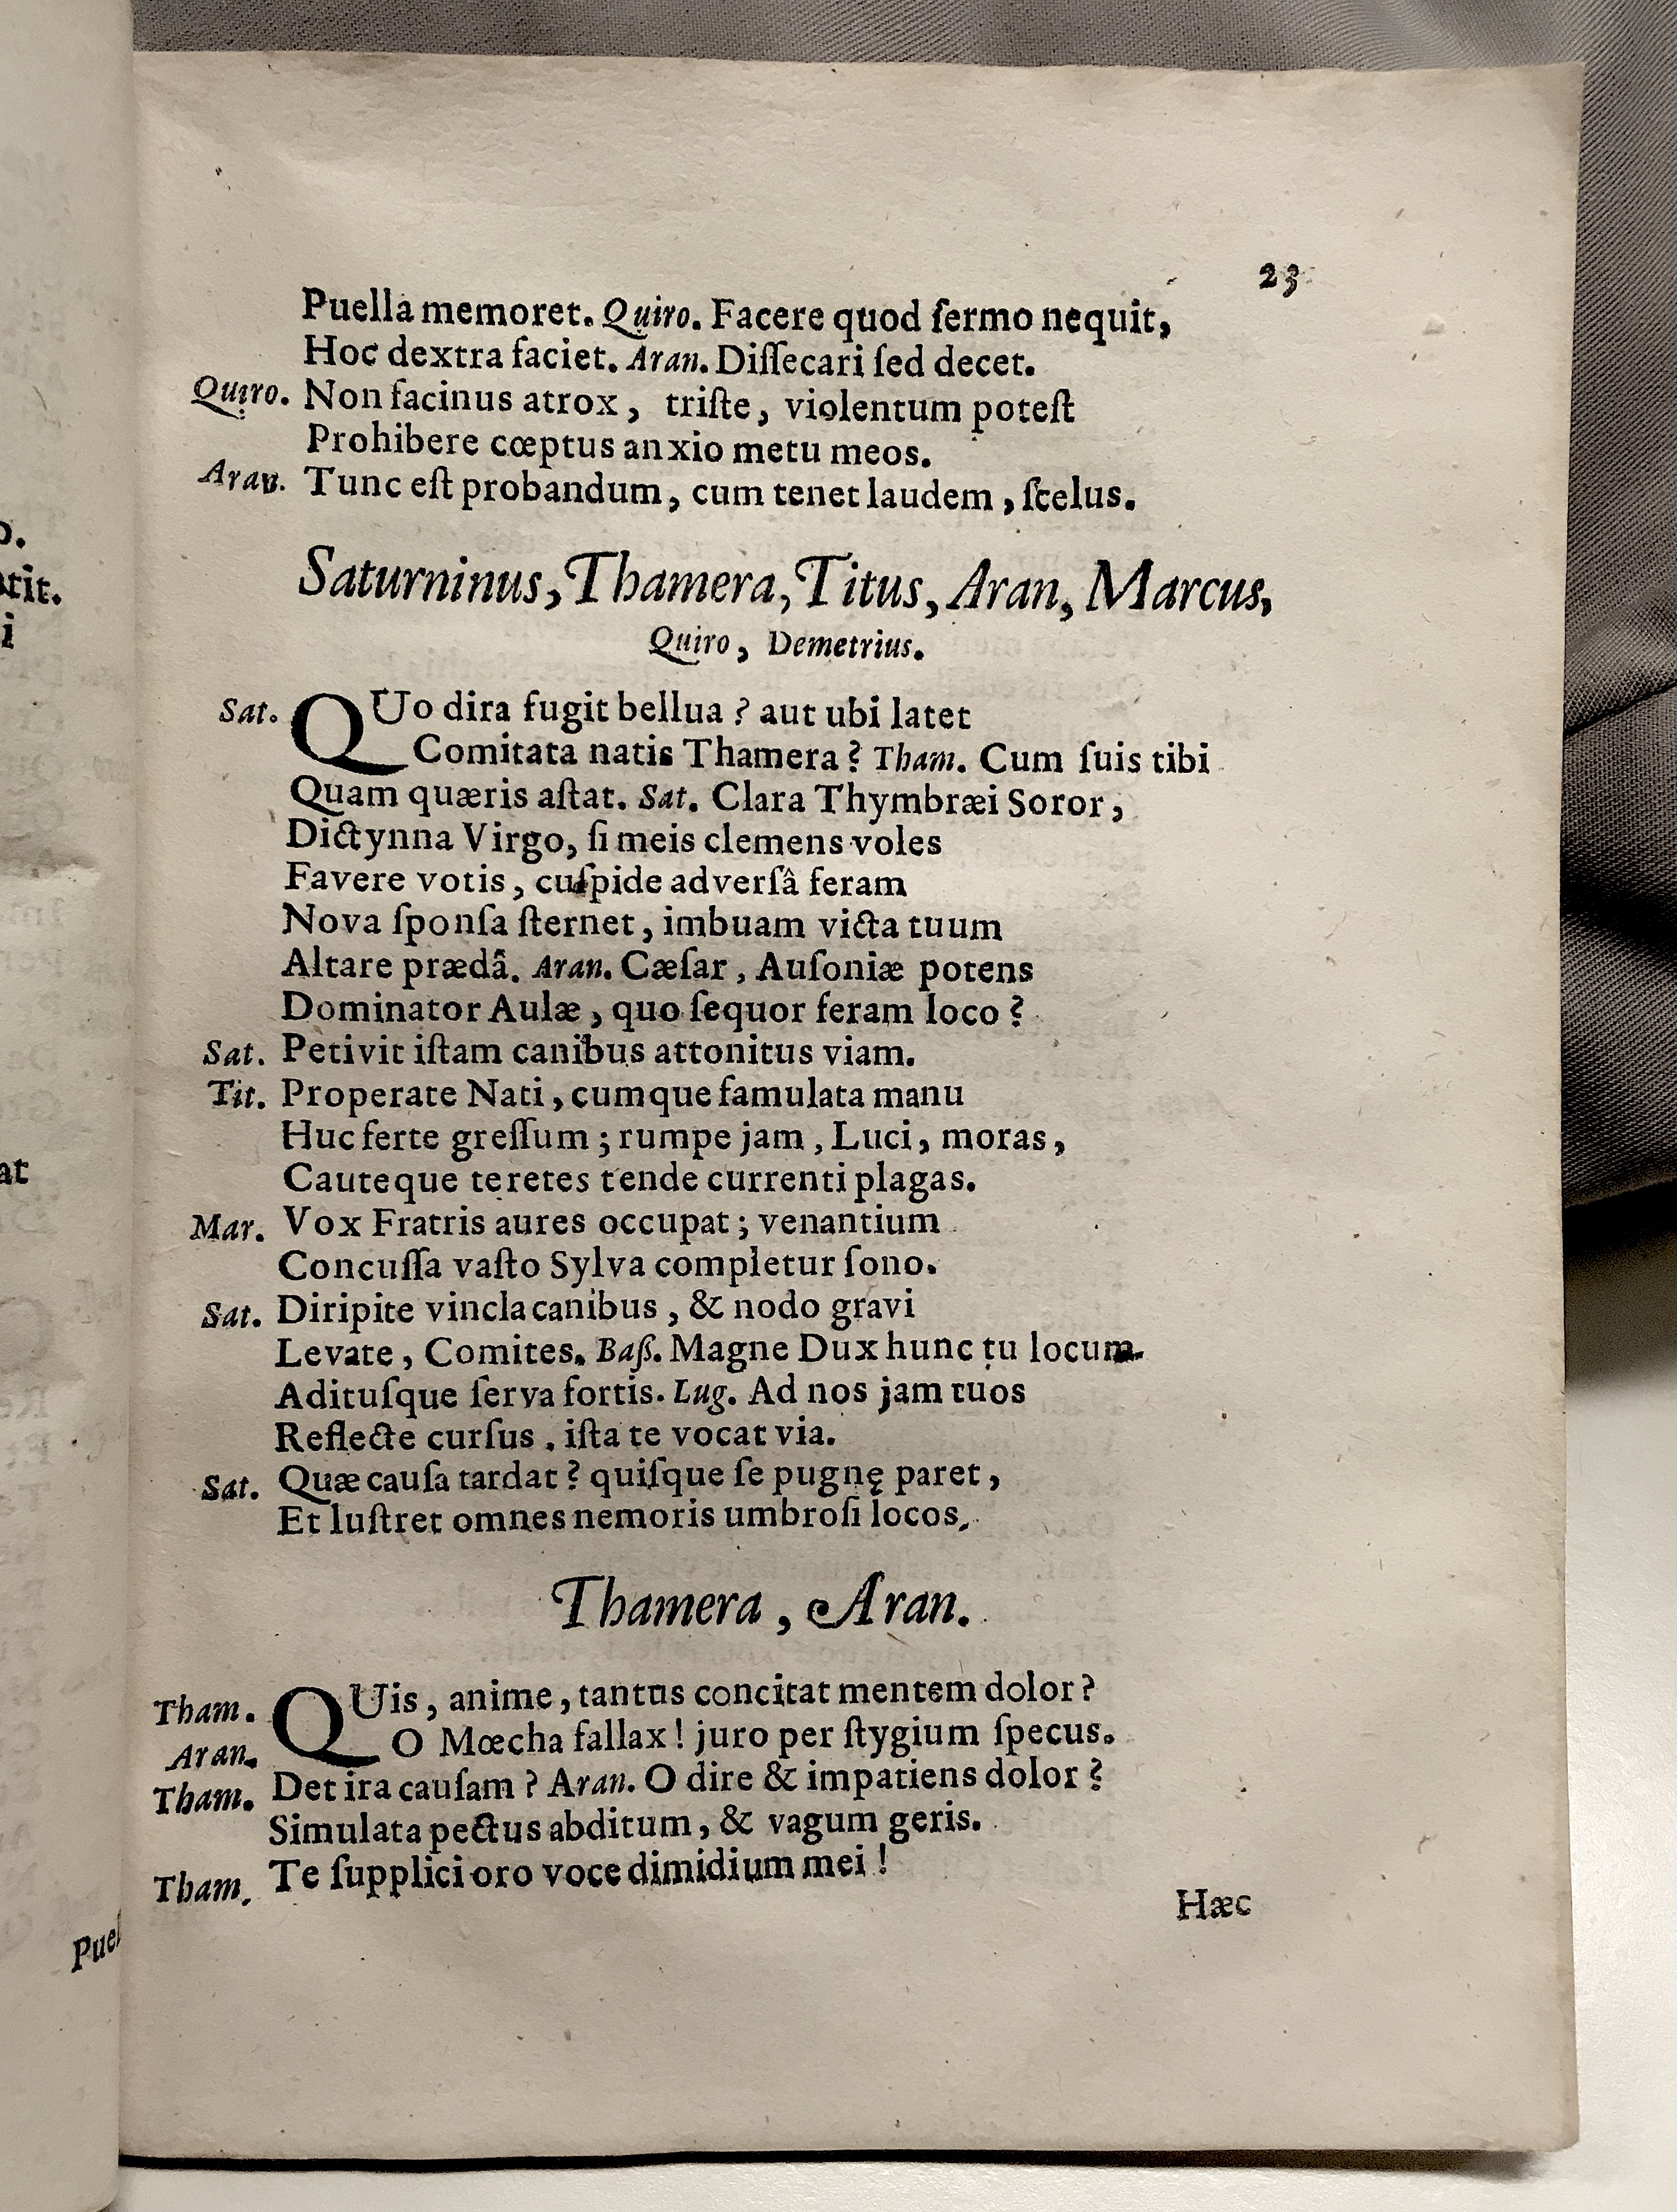 23
Puella memoret. Quiro. Facere quod ſermo nequit,
Hoc dextra faciet. Aran. Diſſecari ſed decet.
Quiro. Non facinus atrox, triſte, violentum poteſt
Prohibere cœptus anxio metu meos.
Aran. Tunc eſt probandum, cum tenet laudem, ſcelus.
Saturninus, Thamera, Titus, Aran, Marcus,
Quiro, Demetrius.
Sat. QUo dira fugit bellua? aut ubi latet
Comitata natis Thamera? Tham. Cum ſuis tibi
Quam quæris aſtat. Sat. Clara Thymbræi Soror,
Dictynna Virgo, ſi meis clemens voles
Favere votis, cuſpide adverſâ feram
Nova ſponſa ſternet, imbuam victa tuum
Altare prædâ. Aran. Cæſar, Auſoniæ potens
Dominator Aulæ, quo ſequor feram loco?
Sat. Petivit iſtam canibus attonitus viam.
Tit. Properate Nati, cumque famulata manu
Huc ferte greſſum; rumpe jam, Luci, moras,
Cauteque teretes tende currenti plagas.
Mar. Vox Fratris aures occupat; venantium
Concuſſa vaſto Sylva completur ſono.
Sat. Diripite vincla canibus, & nodo gravi
Levate, Comites. Baſſ. Magne Dux hunc tu locum
Adituſque ſerva fortis. Lug. Ad nos jam tuos
Reflecte curſus, iſta te vocat via.
Sat. Quæ cauſa tardat? quiſque ſe pugnę paret,
Et luſtret omnes nemoris umbroſi locos.
Thamera, Aran.
Tham. QUis, anime, tantus concitat mentem dolor?
Aran. O Mœcha fallax! juro per ſtygium ſpecus.
Tham. Det ira cauſam? Aran. O dire & impatiens dolor?
Simulata pectus abditum, & vagum geris.
Tham. Te ſupplici oro voce dimidium mei!
Hæc
o.
tit.
i
at
Puel